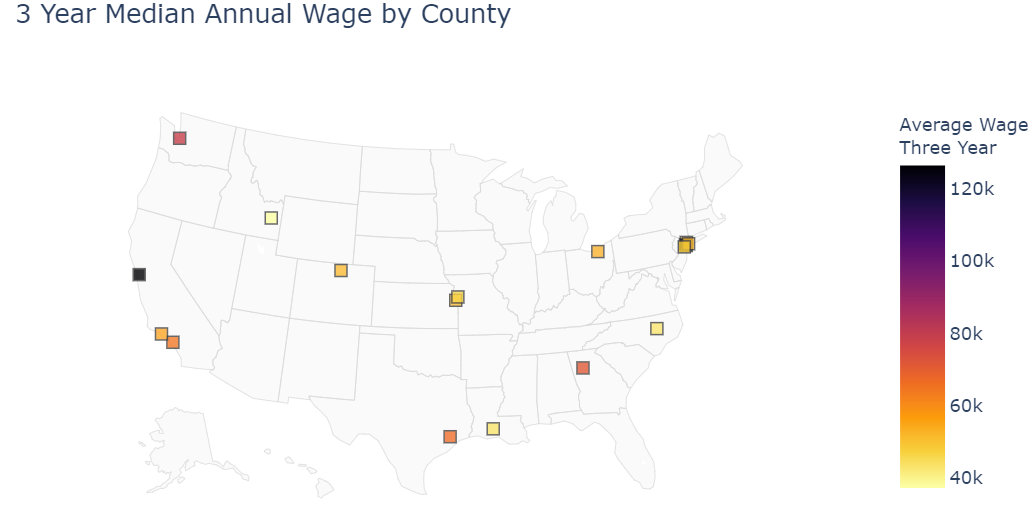 3 Year Median Annual Wage by County
Average Wage
Three Year
120k
100k
80k
60k
40k